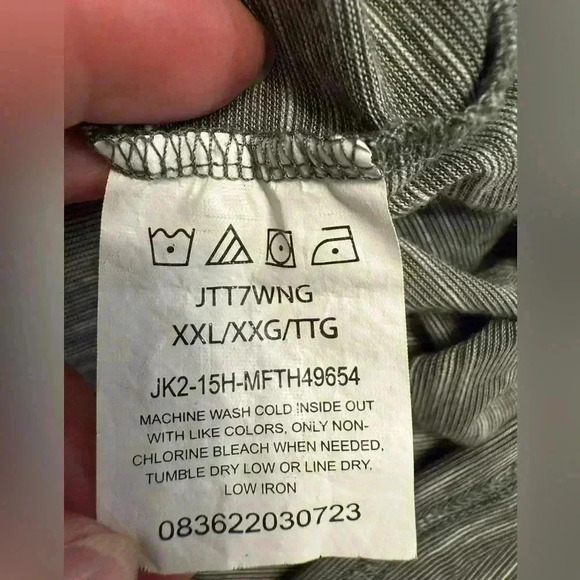 JTT7WNG
XXL/XXG/TTG
JK2-15H-MFTH49654
MACHINE WASH COLD INSIDE OUT
WITH LIKE COLORS, ONLY NON-
CHLORINE BLEACH WHEN NEEDED,
TUMBLE DRY LOW OR LINE DRY,
LOW IRON
083622030723